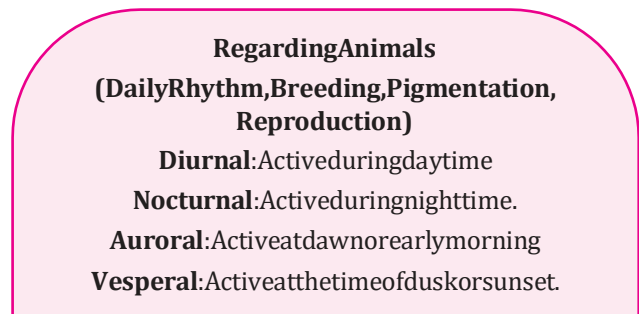 RegardingAnimals
(DailyRhythm,Breeding,Pigmentation,
Reproduction)
Diurnal:Activeduringdaytime
Nocturnal:Activeduringnighttime.
Auroral:Activeatdawnorearlymorning
Vesperal:Activeatthetimeofduskorsunset.